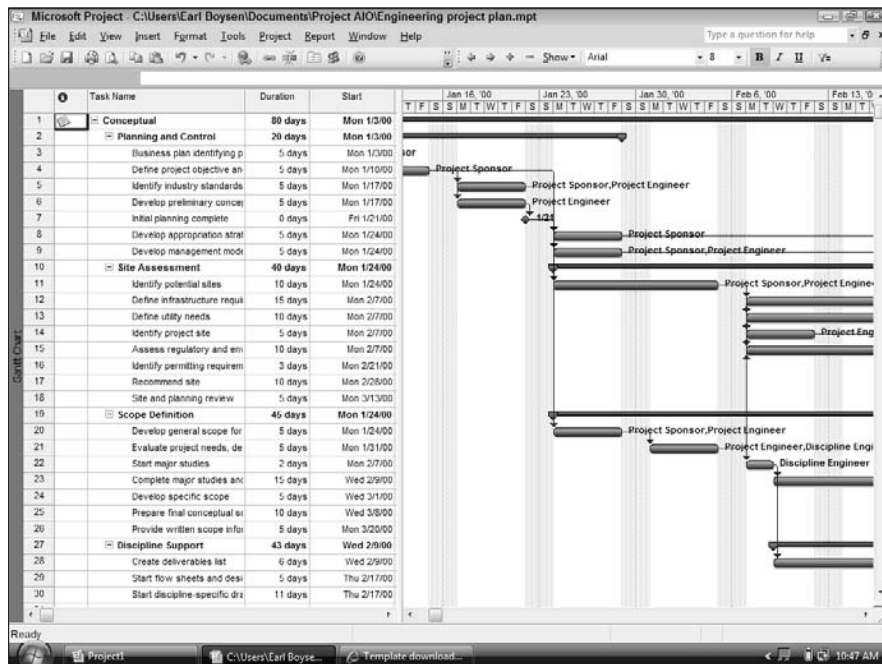 Microsoft Project - C:\Users\Earl Boysen\Documents\Project AIO\Engineering project plan.mpt
File Edit View Insert Format Tools Project Report Window Help Type a question for help
Show Arial 8 B I U
Task Name Duration Start
Jan 16, '00 Jan 23, '00 Jan 30, '00 Feb 6, '00 Feb 13, '0
T F S S M T W T F S S M T W T F S S M T W T F S S M T W T F S S M T
1 Conceptual 80 days Mon 1/3/00
2 Planning and Control 20 days Mon 1/3/00
3 Business plan identifying p 5 days Mon 1/3/00 sor
4 Define project objective an 5 days Mon 1/10/00 Project Sponsor
5 Identify industry standards 5 days Mon 1/17/00 Project Sponsor,Project Engineer
6 Develop preliminary concep 5 days Mon 1/17/00 Project Engineer
7 Initial planning complete 0 days Fri 1/21/00 1/21
8 Develop appropriation strat 5 days Mon 1/24/00 Project Sponsor
9 Develop management mode 5 days Mon 1/24/00 Project Sponsor,Project Engineer
10 Site Assessment 40 days Mon 1/24/00
11 Identify potential sites 10 days Mon 1/24/00 Project Sponsor,Project Engine
12 Define infrastructure requi 15 days Mon 2/7/00
13 Define utility needs 10 days Mon 2/7/00
14 Identify project site 5 days Mon 2/7/00 Project Eng
15 Assess regulatory and en 10 days Mon 2/7/00
16 Identify permitting requirem 3 days Mon 2/21/00
17 Recommend site 10 days Mon 2/28/00
18 Site and planning review 5 days Mon 3/13/00
19 Scope Definition 45 days Mon 1/24/00
20 Develop general scope for 5 days Mon 1/24/00 Project Sponsor,Project Engineer
21 Evaluate project needs, de 5 days Mon 1/31/00 Project Engineer,Discipline Engi
22 Start major studies 2 days Mon 2/7/00 Discipline Engineer
23 Complete major studies and 15 days Wed 2/9/00
24 Develop specific scope 5 days Wed 3/1/00
25 Prepare final conceptual s 10 days Wed 3/8/00
26 Provide written scope infor 5 days Mon 3/20/00
27 Discipline Support 43 days Wed 2/9/00
28 Create deliverables list 6 days Wed 2/9/00
29 Start flow sheets and desi 5 days Thu 2/17/00
30 Start discipline-specific dra 11 days Thu 2/17/00
Gantt Chart
Ready
Project1 C:\Users\Earl Boyse... Template download... 10:47 AM